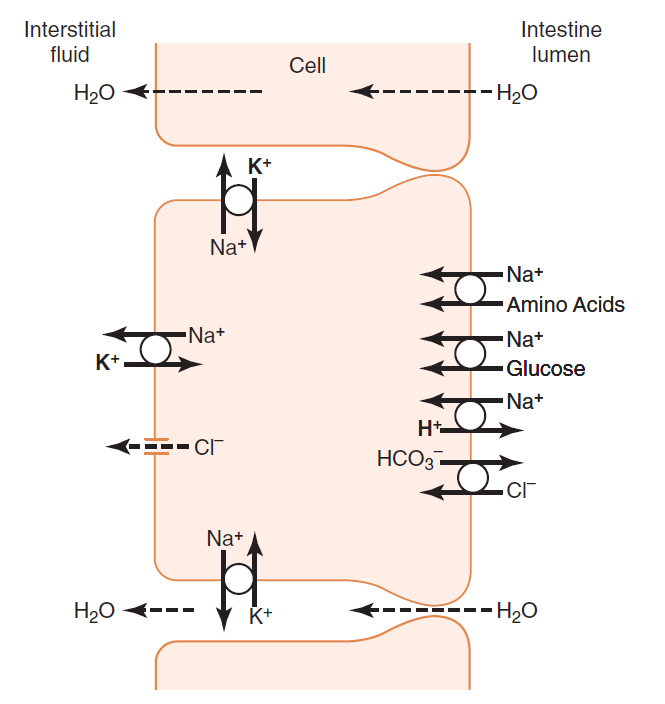 Interstitial
fluid
Intestine
lumen
Cell
H₂O
H₂O
K⁺
Na⁺
Na⁺
Amino Acids
Na⁺
K⁺
Na⁺
Glucose
Na⁺
H⁺
Cl⁻
HCO₃⁻
Cl⁻
Na⁺
H₂O
K⁺
H₂O